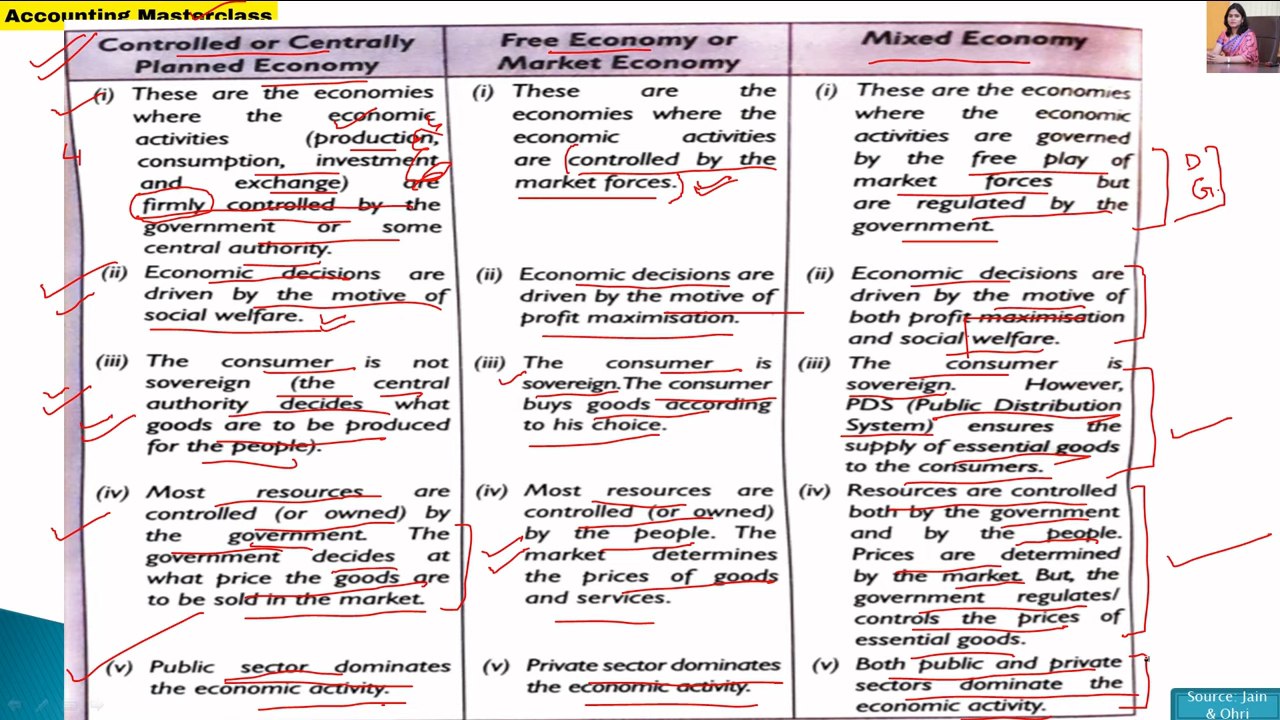 Accounting Masterclass
Controlled or Centrally
Planned Economy
(i) These are the economies
where the economic
activities (production,
consumption, investment
and exchange) are
firmly controlled by the
government or some
central authority.
(ii) Economic decisions are
driven by the motive of
social welfare.
(iii) The consumer is not
sovereign (the central
authority decides what
goods are to be produced
for the people).
(iv) Most resources are
controlled (or owned) by
the government. The
government decides at
what price the goods are
to be sold in the market.
(v) Public sector dominates
the economic activity.
Free Economy or
Market Economy
(i) These are the
economies where the
economic activities
are controlled by the
market forces.
(ii) Economic decisions are
driven by the motive of
profit maximisation.
(iii) The consumer is
sovereign. The consumer
buys goods according
to his choice.
(iv) Most resources are
controlled (or owned)
by the people. The
market determines
the prices of goods
and services.
(v) Private sector dominates
the economic activity.
Mixed Economy
(i) These are the economies
where the economic
activities are governed
by the free play of
market forces but
are regulated by the
government.
(ii) Economic decisions are
driven by the motive of
both profit maximisation
and social welfare.
(iii) The consumer is
sovereign. However,
PDS (Public Distribution
System) ensures the
supply of essential goods
to the consumers.
(iv) Resources are controlled
both by the government
and by the people.
Prices are determined
by the market. But, the
government regulates/
controls the prices of
essential goods.
(v) Both public and private
sectors dominate the
economic activity.
D
G.
4
Source: Jain
& Ohri